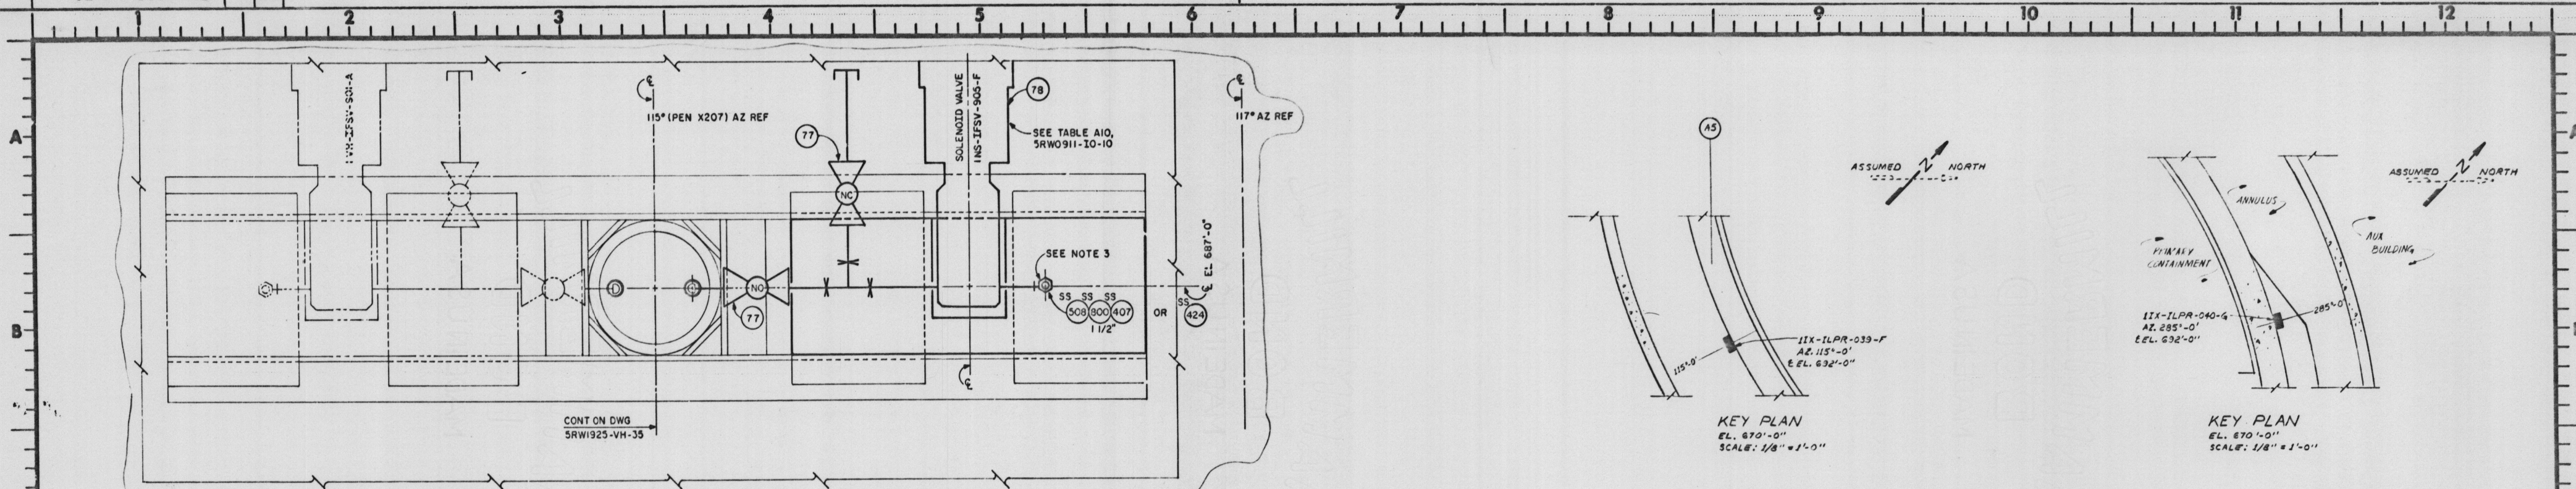 1 2 3 4 5 6 7 8 9 10 11 12
A
B
115° (PEN X207) AZ REF
77
NC
SOLENOID VALVE
INS-IFSV-905-F
78
SEE TABLE A10,
5RW0911-10-10
117° AZ REF
SEE NOTE 3
℄ EL 687'-0"
NO
77
SS SS SS
508 800 407
1 1/2"
OR
SS
424
℄
℄
℄
CONT ON DWG
5RW1925-VH-35
A5
ASSUMED N NORTH
115°-0'
1IX-ILPR-039-F
AZ. 115°-0'
℄ EL. 692'-0"
KEY PLAN
EL. 670'-0"
SCALE: 1/8" = 1'-0"
ASSUMED N NORTH
ANNULUS
PRIMARY
CONTAINMENT
AUX
BUILDING
1IX-ILPR-040-G
AZ. 285°-0'
℄ EL. 692'-0"
285°-0'
KEY PLAN
EL. 670'-0"
SCALE: 1/8" = 1'-0"